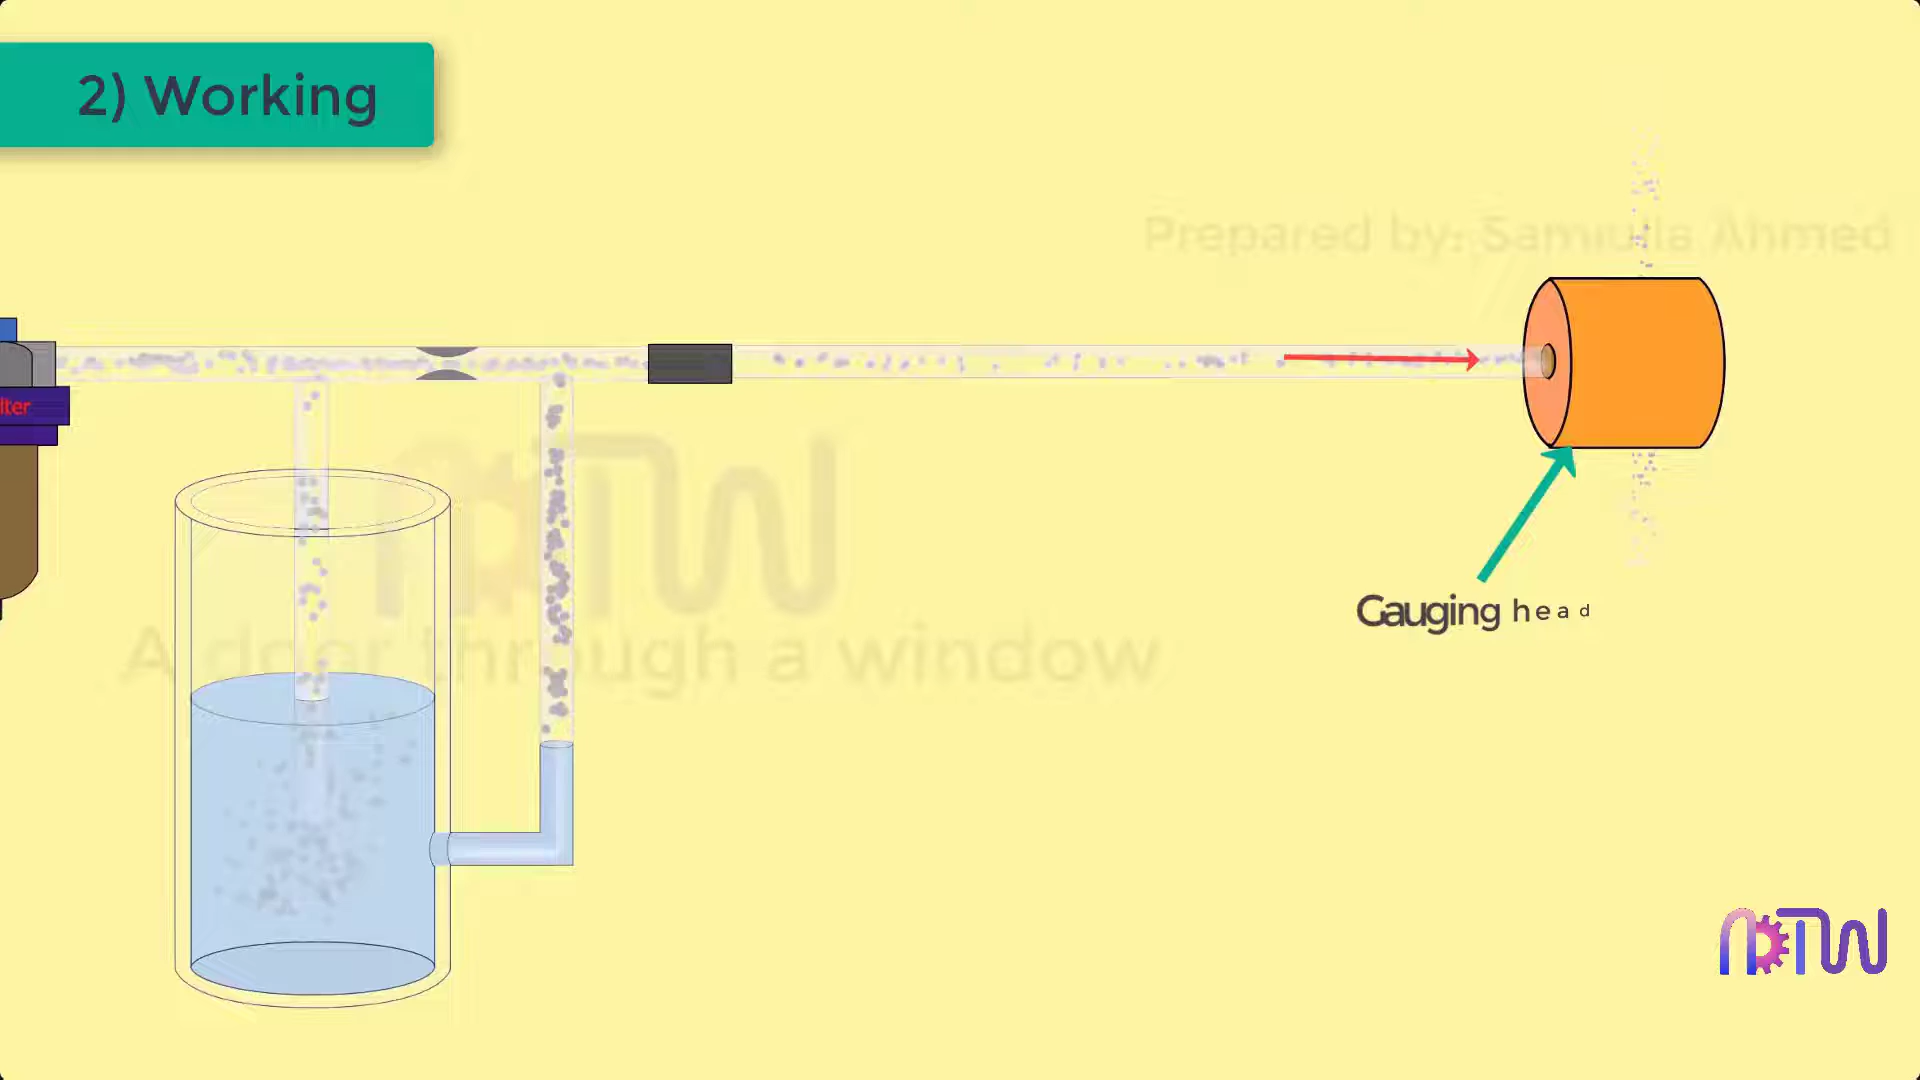 2) Working
Prepared by: Samiulla Ahmed
lter
Gauging head
A door through a window